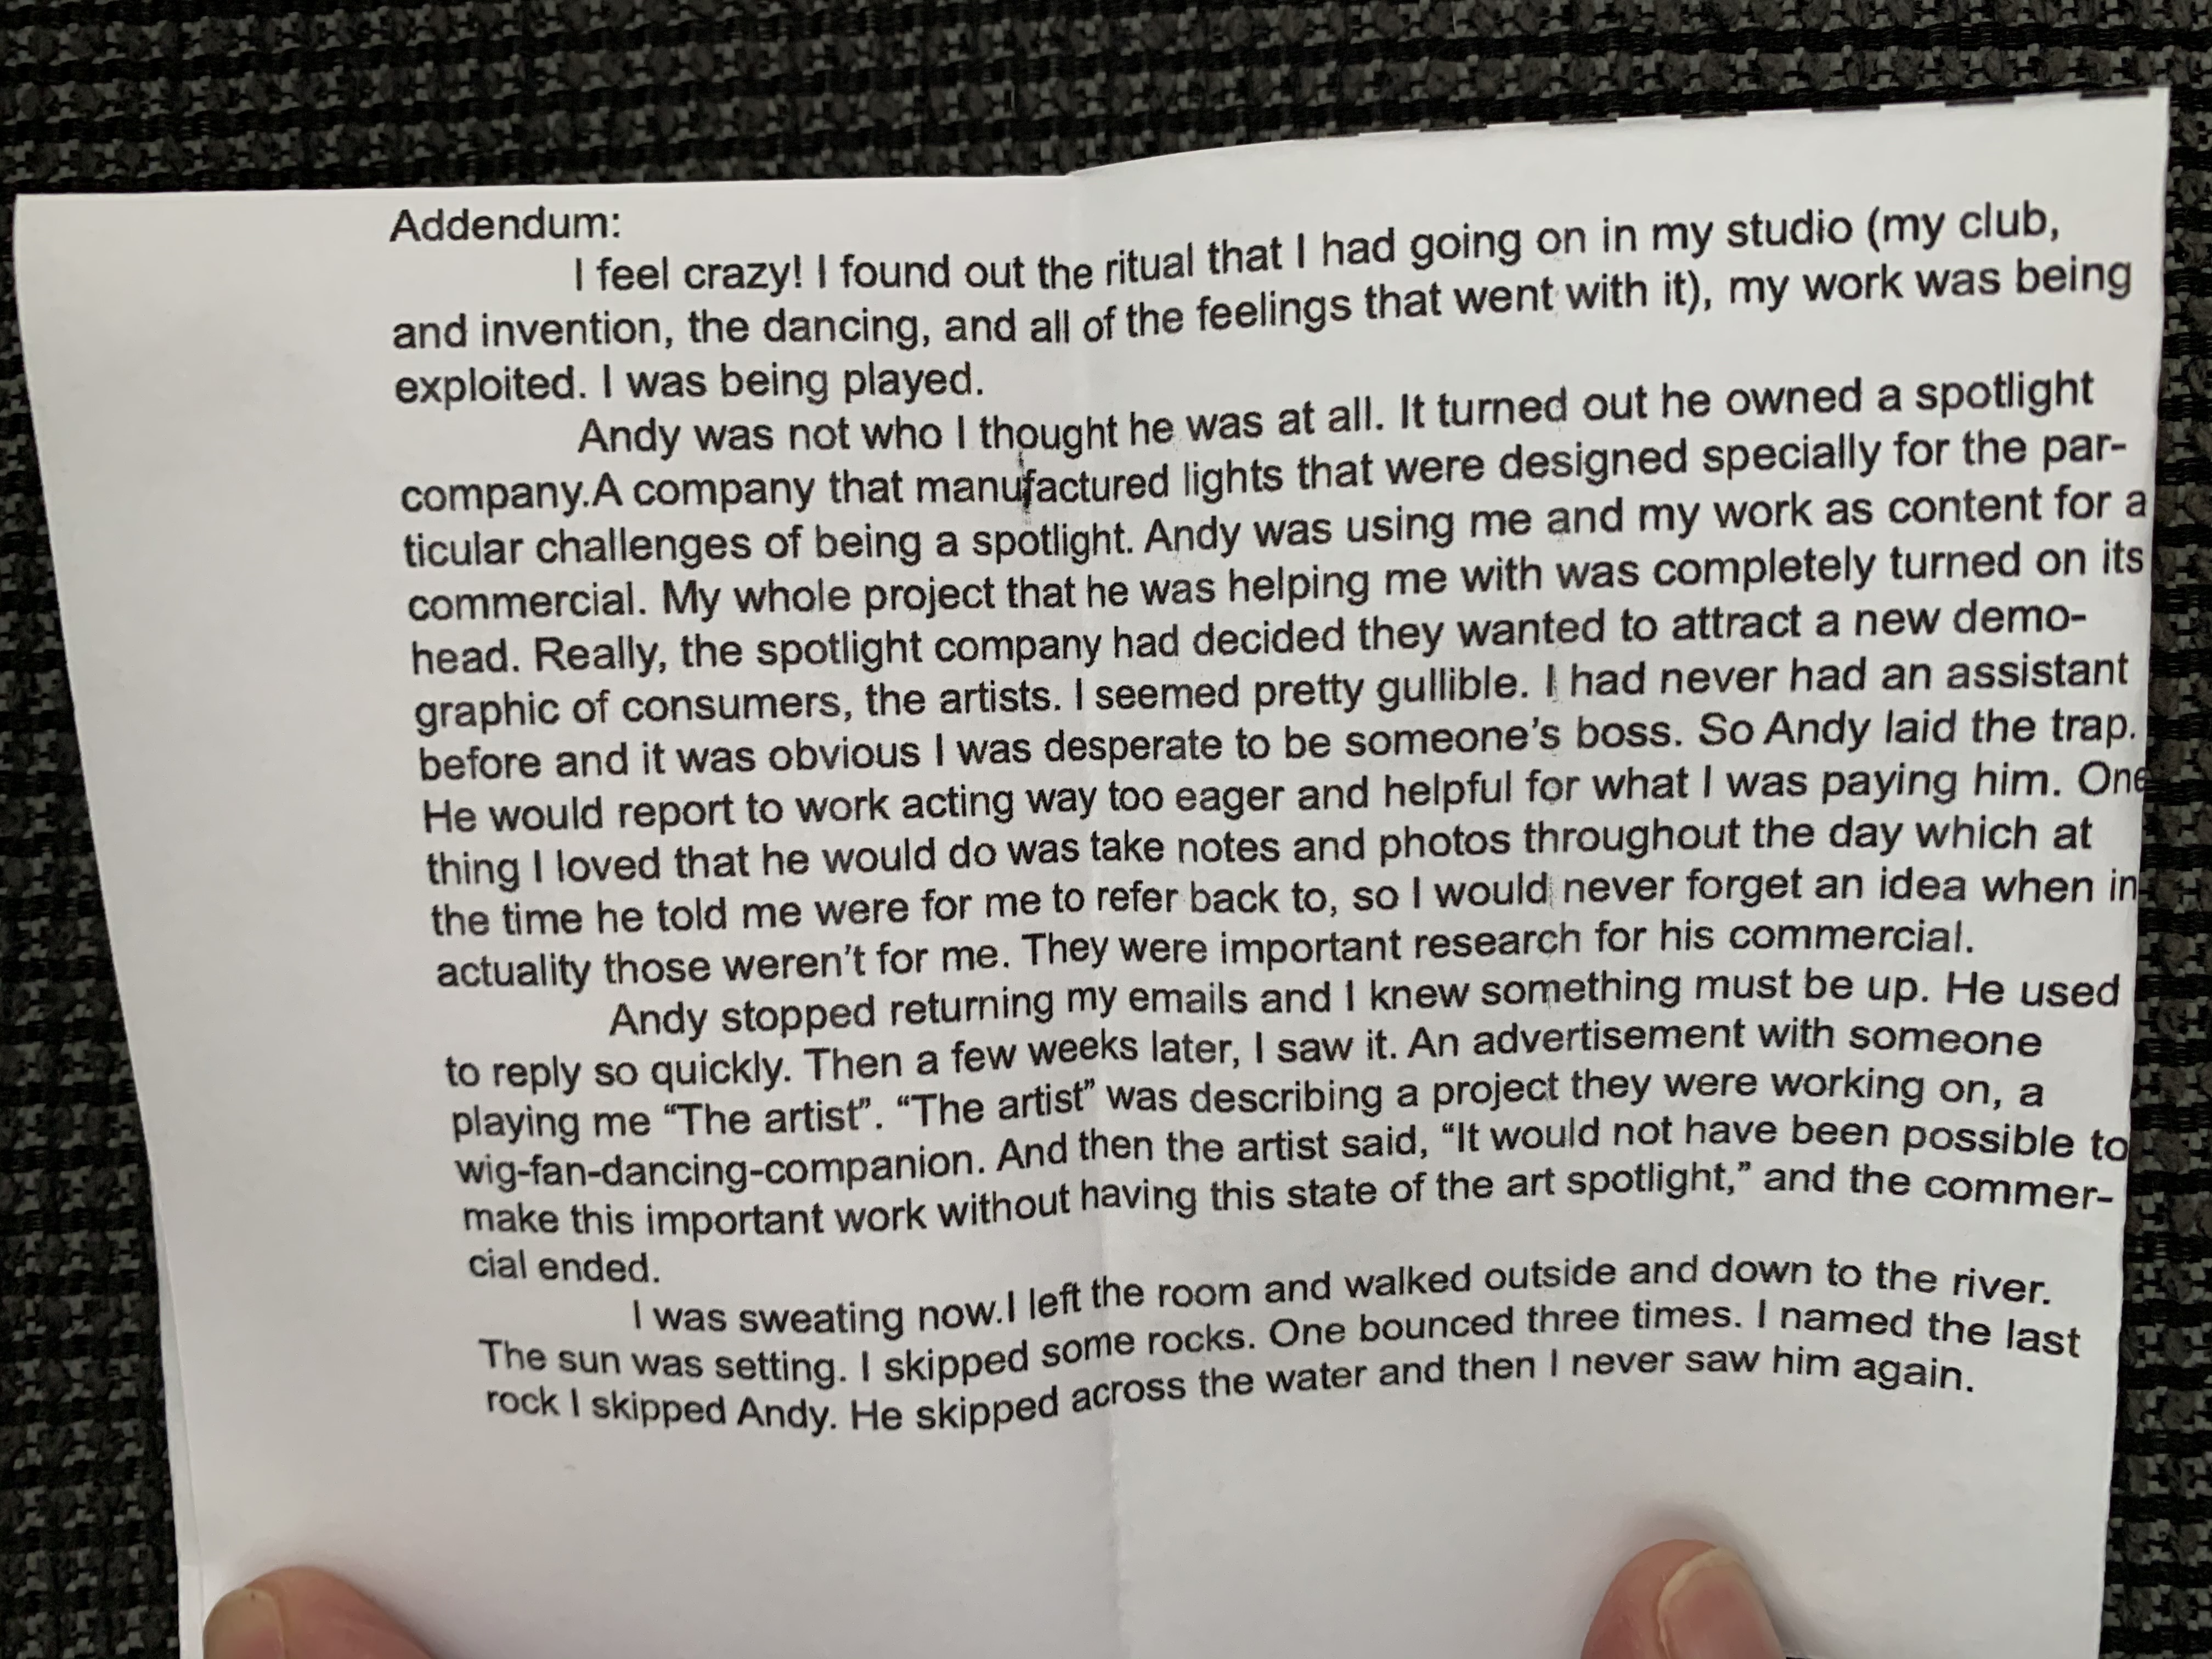 Addendum:
I feel crazy! I found out the ritual that I had going on in my studio (my club,
and invention, the dancing, and all of the feelings that went with it), my work was being
exploited. I was being played.
Andy was not who I thought he was at all. It turned out he owned a spotlight
company.A company that manufactured lights that were designed specially for the par-
ticular challenges of being a spotlight. Andy was using me and my work as content for a
commercial. My whole project that he was helping me with was completely turned on its
head. Really, the spotlight company had decided they wanted to attract a new demo-
graphic of consumers, the artists. I seemed pretty gullible. I had never had an assistant
before and it was obvious I was desperate to be someone's boss. So Andy laid the trap.
He would report to work acting way too eager and helpful for what I was paying him. One
thing I loved that he would do was take notes and photos throughout the day which at
the time he told me were for me to refer back to, so I would never forget an idea when in
actuality those weren't for me. They were important research for his commercial.
Andy stopped returning my emails and I knew something must be up. He used
to reply so quickly. Then a few weeks later, I saw it. An advertisement with someone
playing me “The artist”. “The artist” was describing a project they were working on, a
wig-fan-dancing-companion. And then the artist said, “It would not have been possible to
make this important work without having this state of the art spotlight,” and the commer-
cial ended.
I was sweating now.I left the room and walked outside and down to the river.
The sun was setting. I skipped some rocks. One bounced three times. I named the last
rock I skipped Andy. He skipped across the water and then I never saw him again.